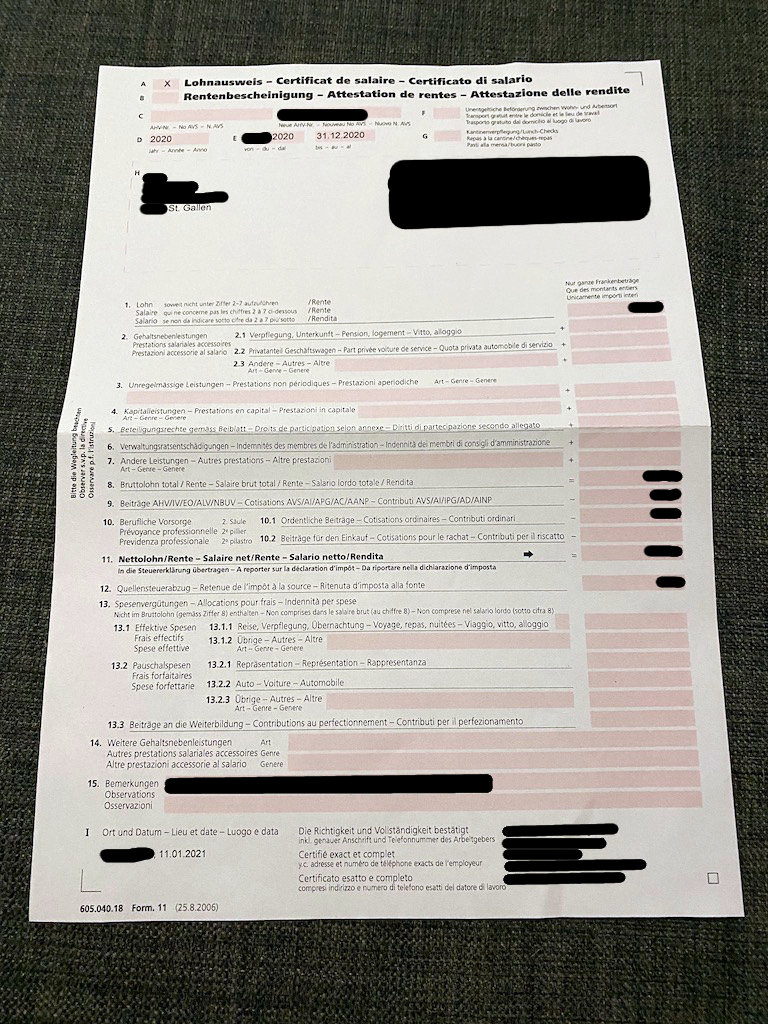 A X Lohnausweis – Certificat de salaire – Certificato di salario
B Rentenbescheinigung – Attestation de rentes – Attestazione delle rendite
C
AHV-Nr. – No AVS – N. AVS Neue AHV-Nr. – Nouveau No AVS – Nuovo N. AVS
F Unentgeltliche Beförderung zwischen Wohn- und Arbeitsort
Transport gratuit entre le domicile et le lieu de travail
Trasporto gratuito dal domicilio al luogo di lavoro
D 2020 E 2020 31.12.2020
Jahr – Année – Anno von – du – dal bis – au – al
G Kantinenverpflegung/Lunch-Checks
Repas à la cantine/chèques-repas
Pasti alla mensa/buoni pasto
H
St. Gallen
Nur ganze Frankenbeträge
Que des montants entiers
Unicamente importi interi
1. Lohn soweit nicht unter Ziffer 2–7 aufzuführen /Rente
Salaire qui ne concerne pas les chiffres 2 à 7 ci-dessous /Rente
Salario se non da indicare sotto cifre da 2 a 7 più sotto /Rendita
2. Gehaltsnebenleistungen 2.1 Verpflegung, Unterkunft – Pension, logement – Vitto, alloggio +
Prestations salariales accessoires
Prestazioni accessorie al salario 2.2 Privatanteil Geschäftswagen – Part privée voiture de service – Quota privata automobile di servizio +
2.3 Andere – Autres – Altre +
Art – Genre – Genere
3. Unregelmässige Leistungen – Prestations non périodiques – Prestazioni aperiodiche Art – Genre – Genere +
4. Kapitalleistungen – Prestations en capital – Prestazioni in capitale +
Art – Genre – Genere
5. Beteiligungsrechte gemäss Beiblatt – Droits de participation selon annexe – Diritti di partecipazione secondo allegato +
6. Verwaltungsratsentschädigungen – Indemnités des membres de l'administration – Indennità dei membri di consigli d'amministrazione +
7. Andere Leistungen – Autres prestations – Altre prestazioni +
Art – Genre – Genere
8. Bruttolohn total / Rente – Salaire brut total / Rente – Salario lordo totale / Rendita =
9. Beiträge AHV/IV/EO/ALV/NBUV – Cotisations AVS/AI/APG/AC/AANP – Contributi AVS/AI/IPG/AD/AINP –
10. Berufliche Vorsorge 2. Säule 10.1 Ordentliche Beiträge – Cotisations ordinaires – Contributi ordinari –
Prévoyance professionnelle 2e pilier
Previdenza professionale 2o pilastro 10.2 Beiträge für den Einkauf – Cotisations pour le rachat – Contributi per il riscatto –
11. Nettolohn/Rente – Salaire net/Rente – Salario netto/Rendita =
In die Steuererklärung übertragen – A reporter sur la déclaration d'impôt – Da riportare nella dichiarazione d'imposta
12. Quellensteuerabzug – Retenue de l'impôt à la source – Ritenuta d'imposta alla fonte
13. Spesenvergütungen – Allocations pour frais – Indennità per spese
Nicht im Bruttolohn (gemäss Ziffer 8) enthalten – Non comprises dans le salaire brut (au chiffre 8) – Non comprese nel salario lordo (sotto cifra 8)
13.1 Effektive Spesen 13.1.1 Reise, Verpflegung, Übernachtung – Voyage, repas, nuitées – Viaggio, vitto, alloggio
Frais effectifs 13.1.2 Übrige – Autres – Altre
Spese effettive Art – Genre – Genere
13.2 Pauschalspesen 13.2.1 Repräsentation – Représentation – Rappresentanza
Frais forfaitaires
Spese forfettarie 13.2.2 Auto – Voiture – Automobile
13.2.3 Übrige – Autres – Altre
Art – Genre – Genere
13.3 Beiträge an die Weiterbildung – Contributions au perfectionnement – Contributi per il perfezionamento
14. Weitere Gehaltsnebenleistungen Art
Autres prestations salariales accessoires Genre
Altre prestazioni accessorie al salario Genere
15. Bemerkungen
Observations
Osservazioni
I Ort und Datum – Lieu et date – Luogo e data
11.01.2021
Die Richtigkeit und Vollständigkeit bestätigt
inkl. genauer Anschrift und Telefonnummer des Arbeitgebers
Certifié exact et complet
y.c. adresse et numéro de téléphone exacts de l'employeur
Certificato esatto e completo
compresi indirizzo e numero di telefono esatti del datore di lavoro
605.040.18 Form. 11 (25.8.2006)
Bitte die Wegleitung beachten
Observer s.v.p. la directive
Osservare p.f. l'istruzioni